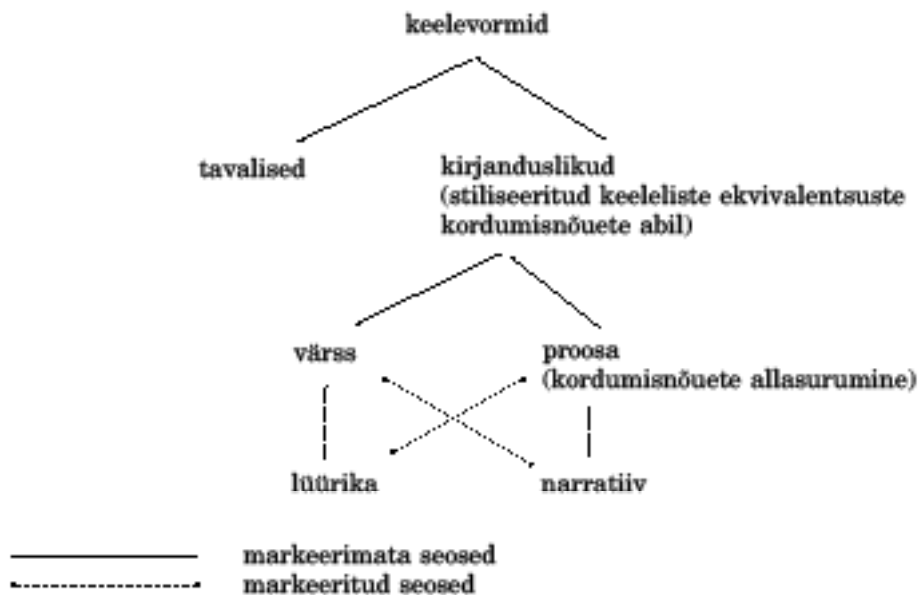 keelevormid
tavalised
kirjanduslikud
(stiliseeritud keeleliste ekvivalentsuste
kordumisnõuete abil)
värss
proosa
(kordumisnõuete allasurumine)
lüürika
narratiiv
markeerimata seosed
markeeritud seosed